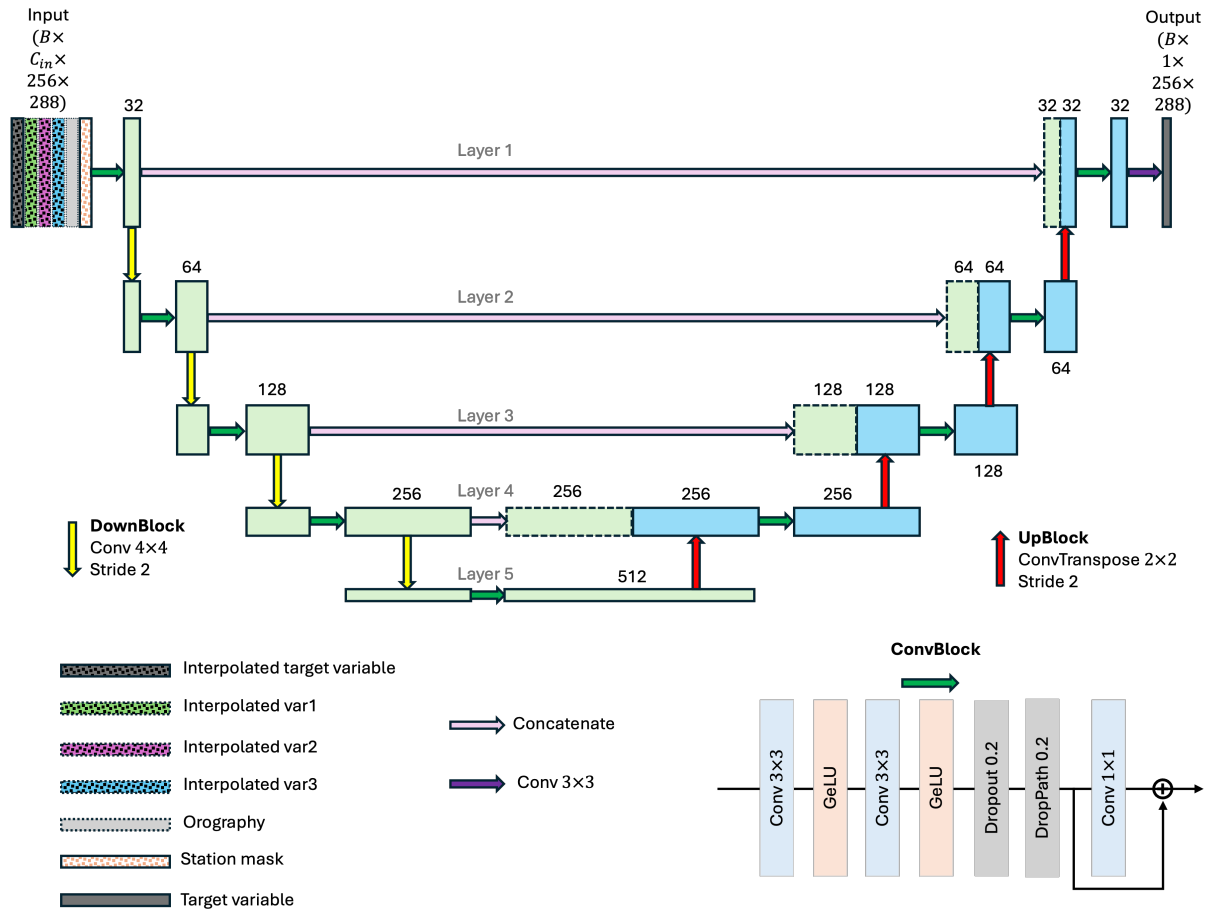 Input
(B×
C_in×
256×
288)
Output
(B×
1×
256×
288)
32
32 32
32
Layer 1
64
Layer 2
64 64
64
128
Layer 3
128 128
128
256
Layer 4
256
256
256
Layer 5
512
DownBlock
Conv 4×4
Stride 2
UpBlock
ConvTranspose 2×2
Stride 2
Interpolated target variable
Interpolated var1
Interpolated var2
Interpolated var3
Orography
Station mask
Target variable
Concatenate
Conv 3×3
ConvBlock
Conv 3×3
GeLU
Conv 3×3
GeLU
Dropout 0.2
DropPath 0.2
Conv 1×1